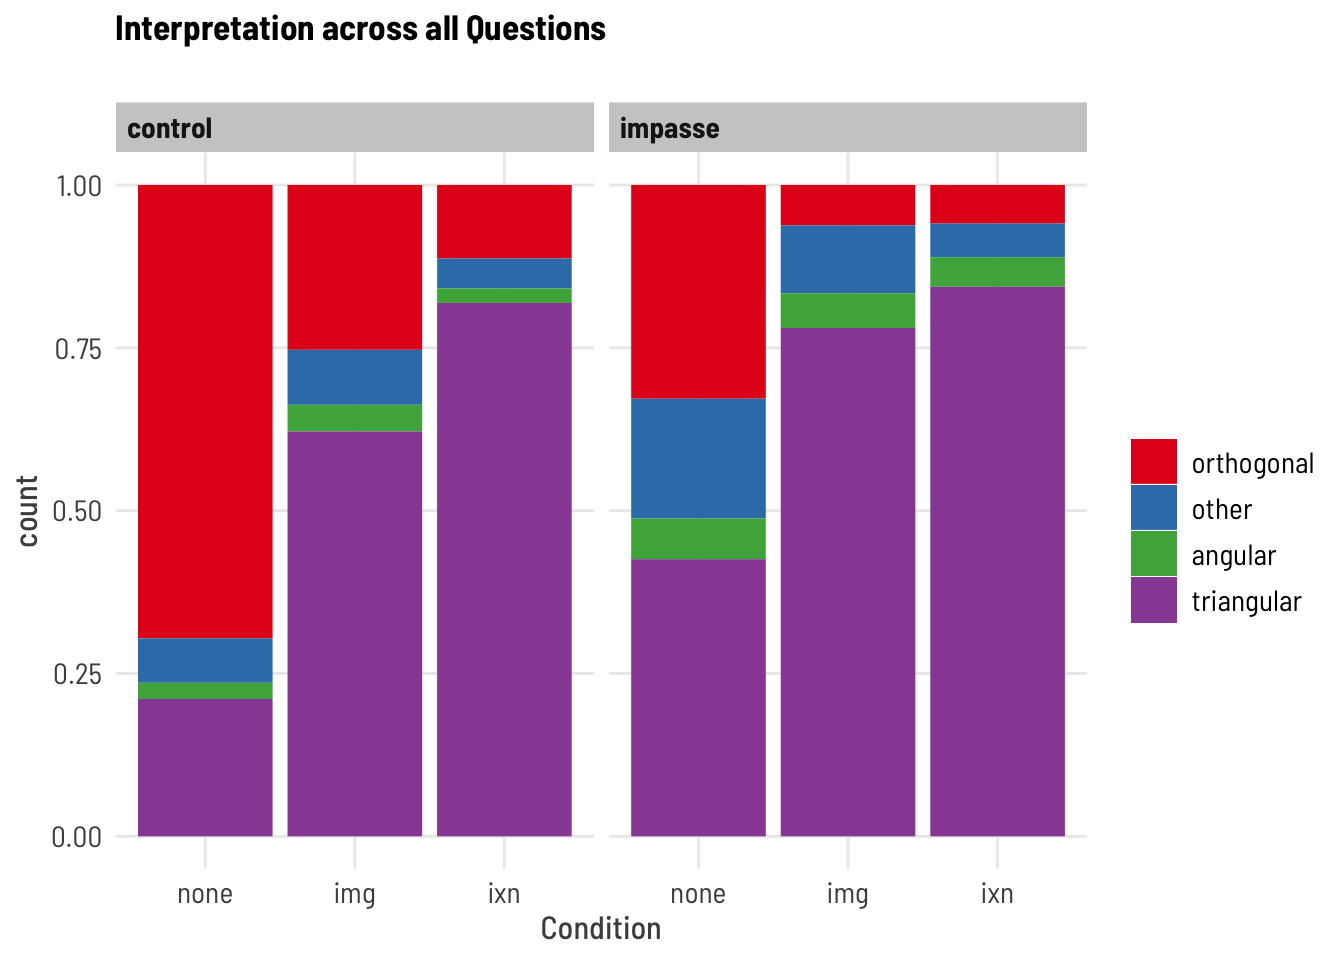 Interpretation across all Questions
control
impasse
1.00
0.75
0.50
0.25
0.00
count
none
img
ixn
none
img
ixn
Condition
orthogonal
other
angular
triangular